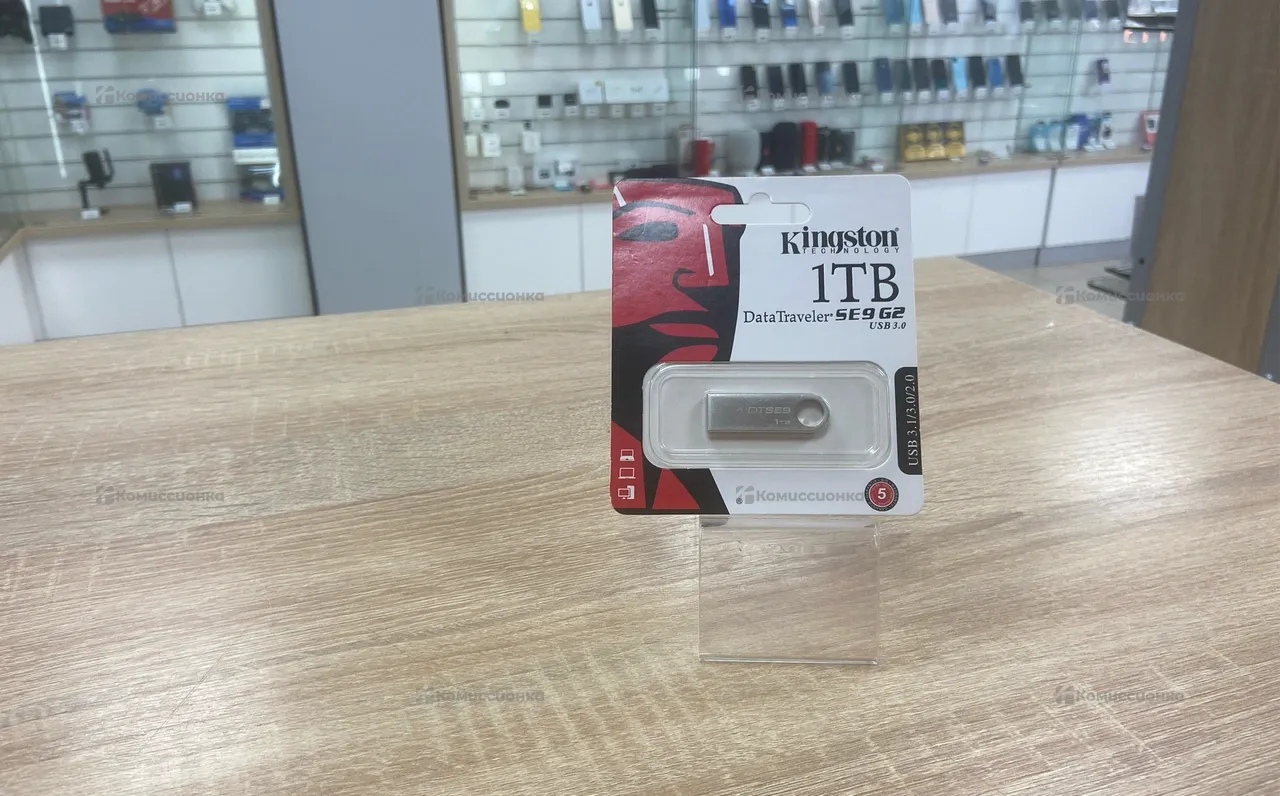 Комиссионка
Комиссионка
Комиссионка
Kingston
TECHNOLOGY
1TB
DataTraveler® SE9 G2
USB 3.0
DTSE9
1TB
USB 3.1/3.0/2.0
5
Комиссионка
Комиссионка
Комиссионка
Комиссионка